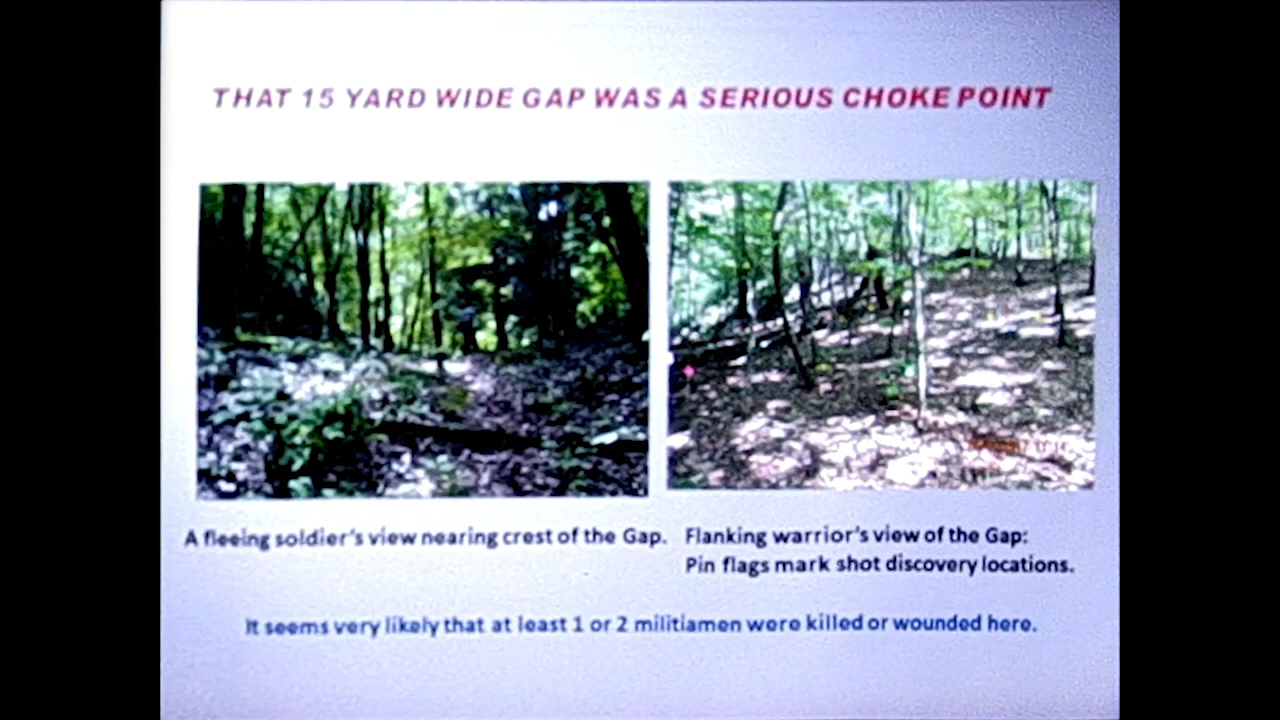 THAT 15 YARD WIDE GAP WAS A SERIOUS CHOKE POINT
A fleeing soldier's view nearing crest of the Gap.
Flanking warrior's view of the Gap:
Pin flags mark shot discovery locations.
It seems very likely that at least 1 or 2 militiamen were killed or wounded here.